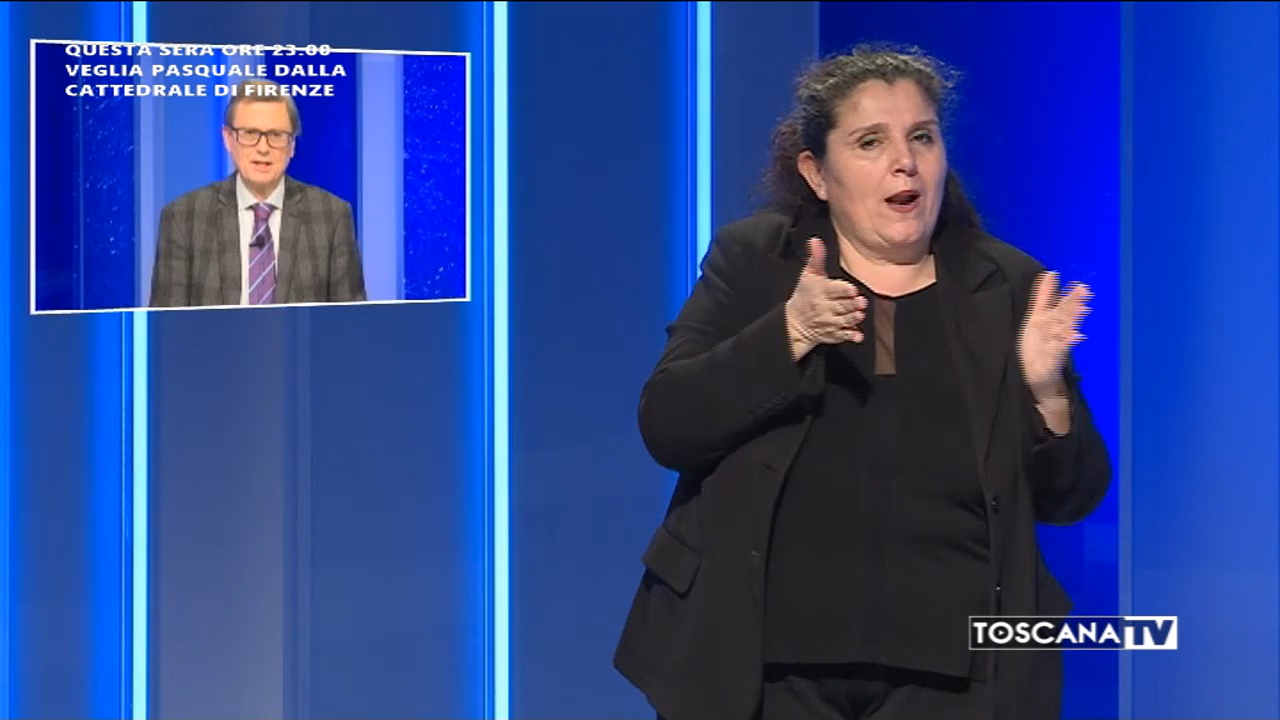 QUESTA SERA ORE 23.00
VEGLIA PASQUALE DALLA
CATTEDRALE DI FIRENZE
TOSCANA TV